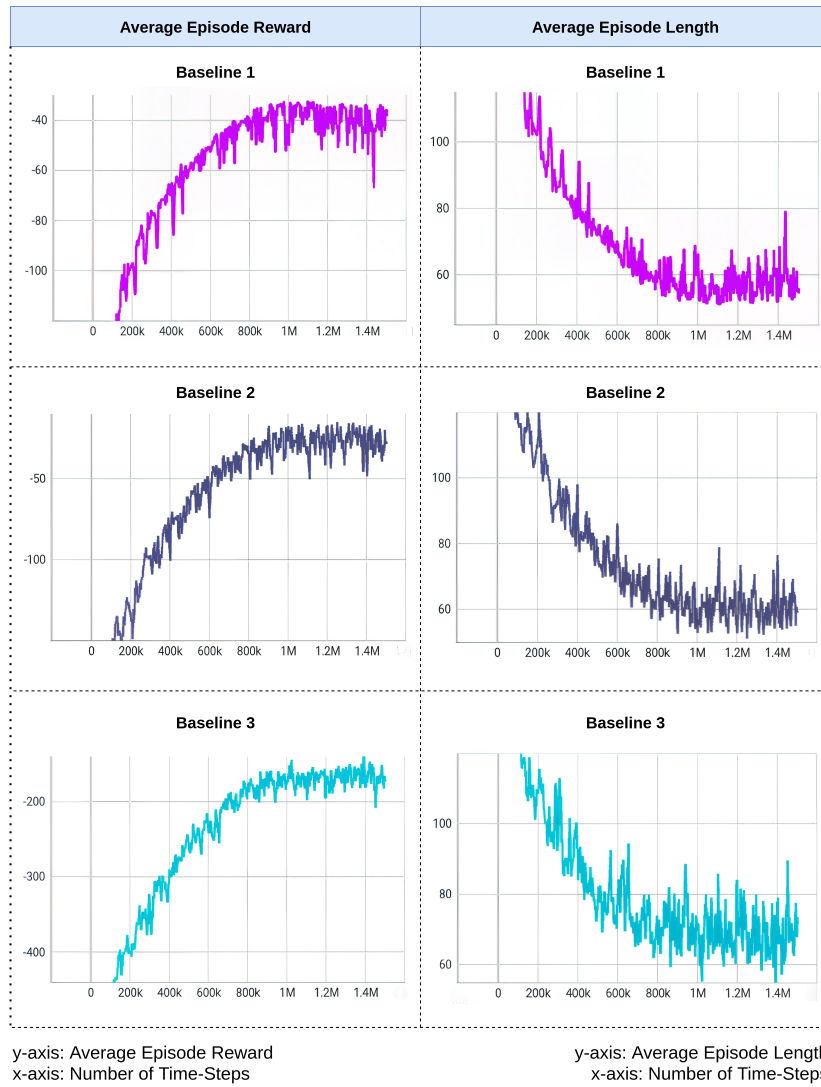 Average Episode Reward
Average Episode Length
Baseline 1
-40
-60
-80
-100
0 200k 400k 600k 800k 1M 1.2M 1.4M
Baseline 1
100
80
60
0 200k 400k 600k 800k 1M 1.2M 1.4M
Baseline 2
-50
-100
0 200k 400k 600k 800k 1M 1.2M 1.4M
Baseline 2
100
80
60
0 200k 400k 600k 800k 1M 1.2M 1.4M
Baseline 3
-200
-300
-400
0 200k 400k 600k 800k 1M 1.2M 1.4M
Baseline 3
100
80
60
0 200k 400k 600k 800k 1M 1.2M 1.4M
y-axis: Average Episode Reward
x-axis: Number of Time-Steps
y-axis: Average Episode Length
x-axis: Number of Time-Steps